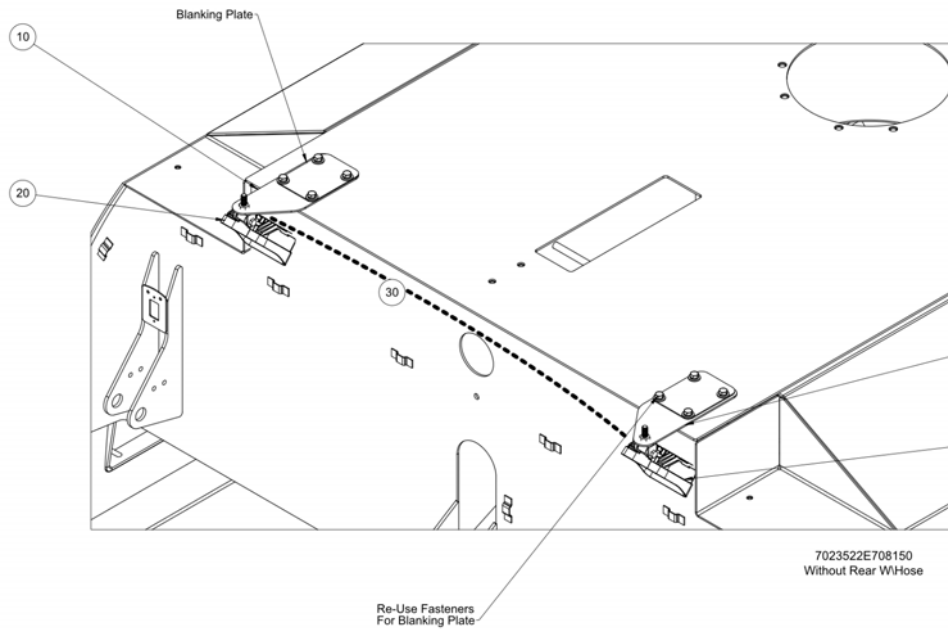 Blanking Plate
10
20
30
7023522E708150
Without Rear W\Hose
Re-Use Fasteners
For Blanking Plate